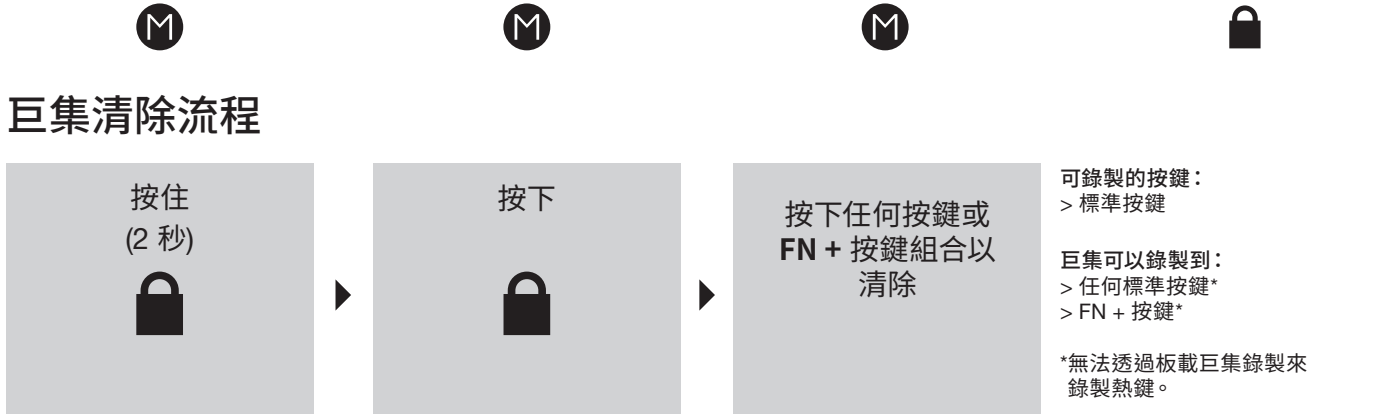 M M M
巨集清除流程
按住
(2 秒)
按下
按下任何按鍵或
FN + 按鍵組合以
清除
可錄製的按鍵：
> 標準按鍵
巨集可以錄製到：
> 任何標準按鍵*
> FN + 按鍵*
*無法透過板載巨集錄製來
錄製熱鍵。